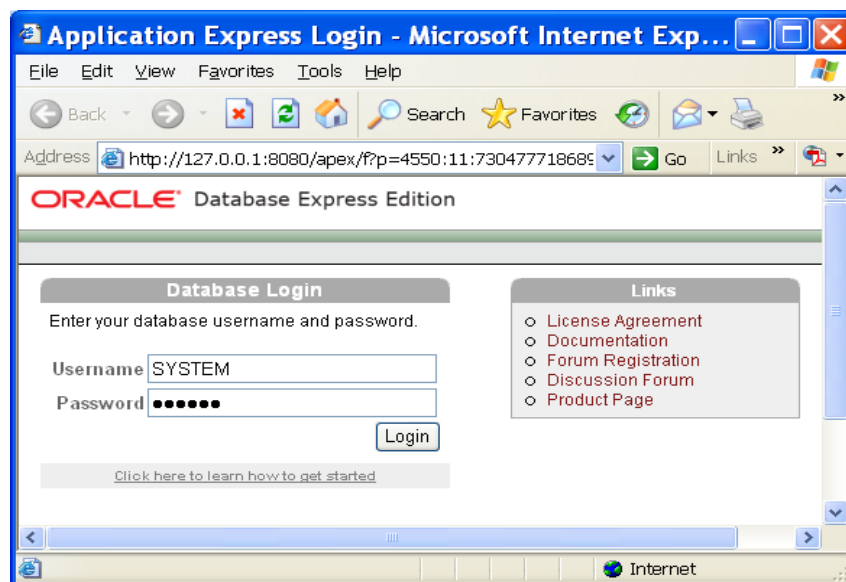 Application Express Login - Microsoft Internet Exp...
File Edit View Favorites Tools Help
Back Search Favorites »
Address http://127.0.0.1:8080/apex/f?p=4550:11:730477718689 Go Links »
ORACLE Database Express Edition
Database Login
Enter your database username and password.
Username SYSTEM
Password ●●●●●●
Login
Click here to learn how to get started
Links
License Agreement
Documentation
Forum Registration
Discussion Forum
Product Page
Internet